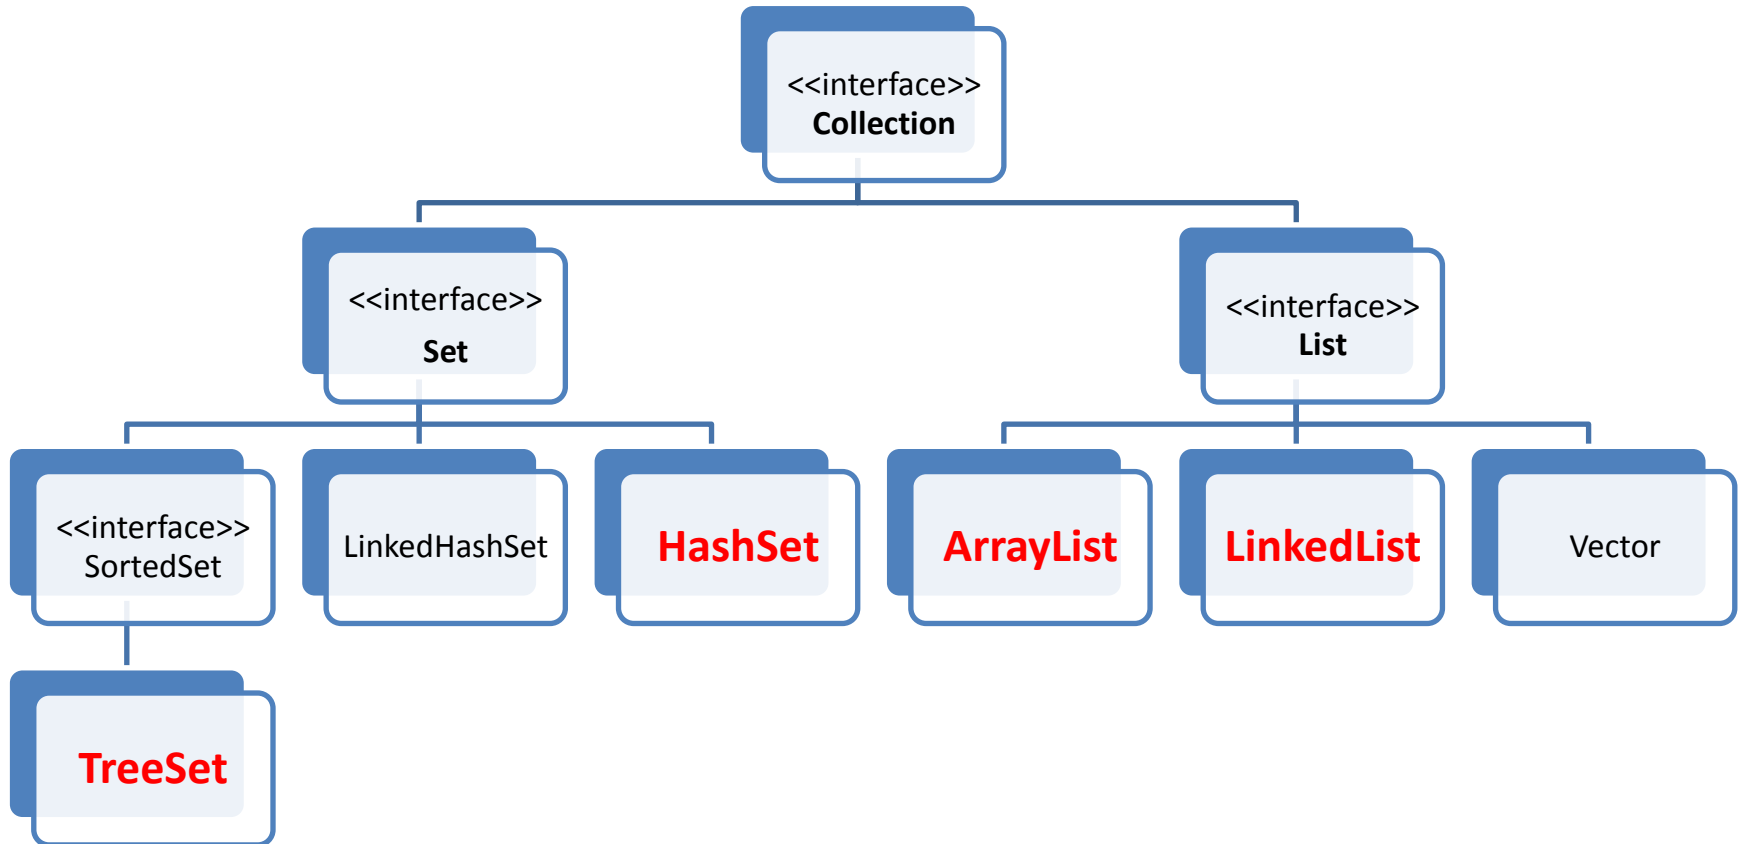 <<interface>>
Collection
<<interface>>
Set
<<interface>>
List
<<interface>>
SortedSet
LinkedHashSet
HashSet
ArrayList
LinkedList
Vector
TreeSet